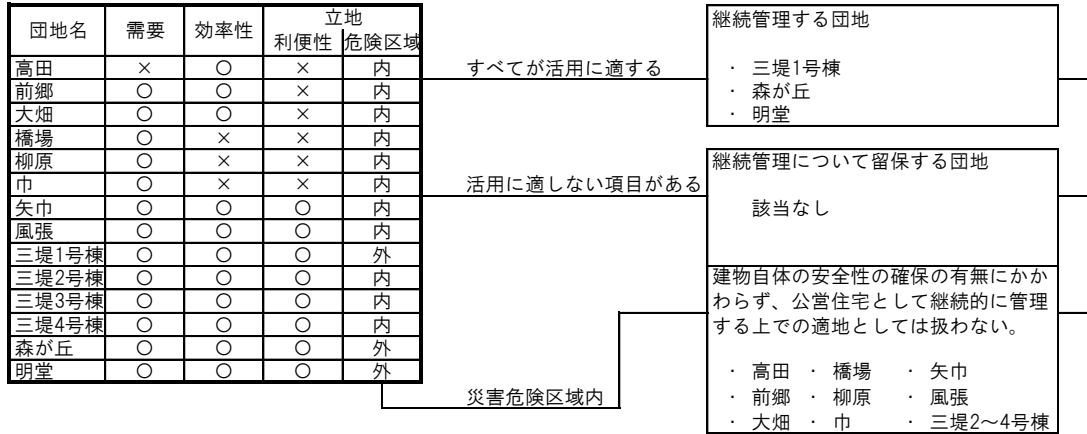 団地名 需要 効率性 立地
利便性 危険区域
高田 × ○ × 内
前郷 ○ ○ × 内
大畑 ○ ○ × 内
橋場 ○ × × 内
柳原 ○ × × 内
巾 ○ × × 内
矢巾 ○ ○ ○ 内
風張 ○ ○ ○ 内
三堤1号棟 ○ ○ ○ 外
三堤2号棟 ○ ○ ○ 内
三堤3号棟 ○ ○ ○ 内
三堤4号棟 ○ ○ ○ 内
森が丘 ○ ○ ○ 外
明堂 ○ ○ ○ 外
すべてが活用に適する
活用に適しない項目がある
災害危険区域内
継続管理する団地
・ 三堤1号棟
・ 森が丘
・ 明堂
継続管理について留保する団地
該当なし
建物自体の安全性の確保の有無にかか
わらず、公営住宅として継続的に管理
する上での適地としては扱わない。
・ 高田 ・ 橋場 ・ 矢巾
・ 前郷 ・ 柳原 ・ 風張
・ 大畑 ・ 巾 ・ 三堤2～4号棟